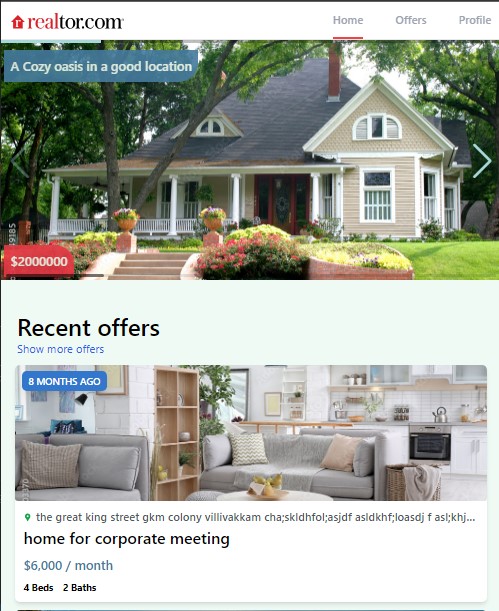 realtor.com
Home Offers Profile
A Cozy oasis in a good location
$2000000
Recent offers
Show more offers
8 MONTHS AGO
the great king street gkm colony villivakkam cha;skldhfol;asjdf asldkhf;loasdj f asl;khj...
home for corporate meeting
$6,000 / month
4 Beds 2 Baths